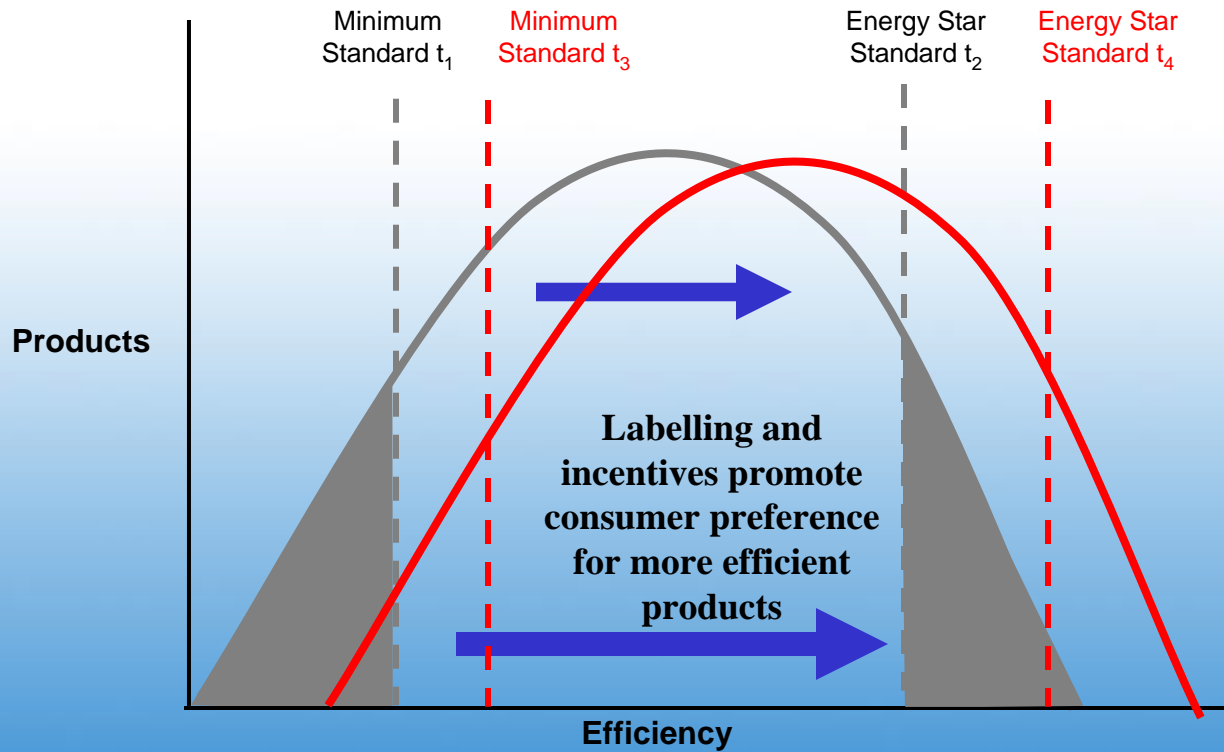 Minimum
Standard t₁
Minimum
Standard t₃
Energy Star
Standard t₂
Energy Star
Standard t₄
Products
Labelling and
incentives promote
consumer preference
for more efficient
products
Efficiency